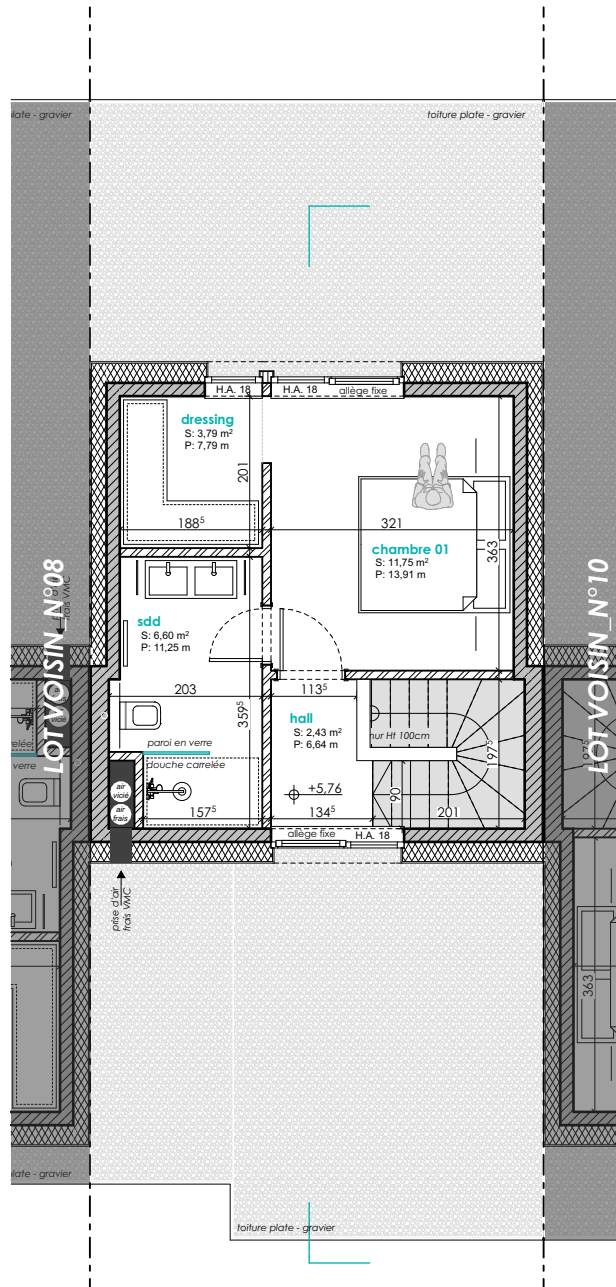 plate - gravier
toiture plate - gravier
H.A. 18
H.A. 18
allège fixe
dressing
S: 3,79 m²
P: 7,79 m
201
188⁵
321
chambre 01
S: 11,75 m²
P: 13,91 m
363
LOT VOISIN_N°08
frais VMC
LOT VOISIN_N°10
sdd
S: 6,60 m²
P: 11,25 m
203
113⁵
359⁵
hall
S: 2,43 m²
P: 6,64 m
mur Ht 100cm
197⁵
paroi en verre
douche carrelée
verre
air
vicié
air
frais
+5,76
90
157⁵
134⁵
201
allège fixe
H.A. 18
prise d'air
frais VMC
363
plate - gravier
toiture plate - gravier